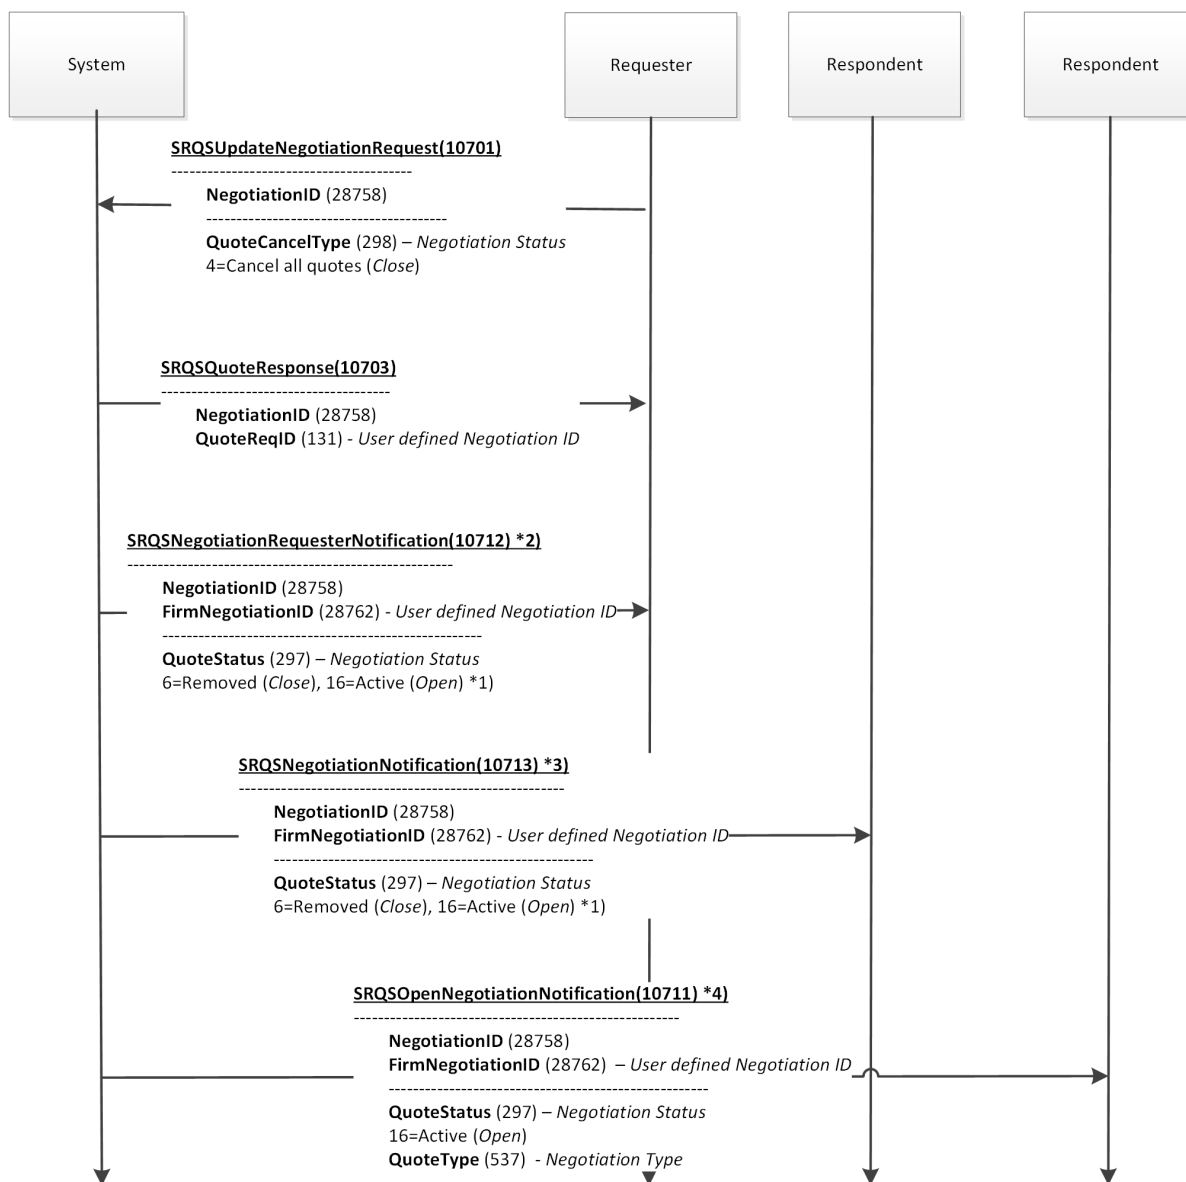 System
Requester
Respondent
Respondent
SRQSUpdateNegotiationRequest(10701)
----------------------------------------
NegotiationID (28758)
----------------------------------------
QuoteCancelType (298) – Negotiation Status
4=Cancel all quotes (Close)
SRQSQuoteResponse(10703)
--------------------------------------
NegotiationID (28758)
QuoteReqID (131) - User defined Negotiation ID
SRQSNegotiationRequesterNotification(10712) *2)
------------------------------------------------------
NegotiationID (28758)
FirmNegotiationID (28762) - User defined Negotiation ID
-----------------------------------------------------
QuoteStatus (297) – Negotiation Status
6=Removed (Close), 16=Active (Open) *1)
SRQSNegotiationNotification(10713) *3)
------------------------------------------------------
NegotiationID (28758)
FirmNegotiationID (28762) - User defined Negotiation ID
-----------------------------------------------------
QuoteStatus (297) – Negotiation Status
6=Removed (Close), 16=Active (Open) *1)
SRQSOpenNegotiationNotification(10711) *4)
------------------------------------------------------
NegotiationID (28758)
FirmNegotiationID (28762)  – User defined Negotiation ID
-----------------------------------------------------
QuoteStatus (297) – Negotiation Status
16=Active (Open)
QuoteType (537)  - Negotiation Type